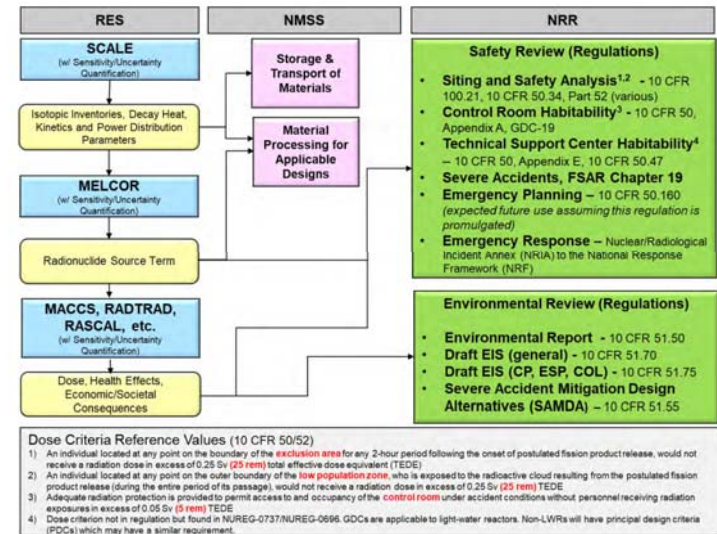 RES
NMSS
NRR
SCALE
(w/ Sensitivity/Uncertainty
Quantification)
Isotopic Inventories, Decay Heat,
Kinetics and Power Distribution
Parameters
MELCOR
(w/ Sensitivity/Uncertainty
Quantification)
Radionuclide Source Term
MACCS, RADTRAD,
RASCAL, etc.
(w/ Sensitivity/Uncertainty
Quantification)
Dose, Health Effects,
Economic/Societal
Consequences
Storage &
Transport of
Materials
Material
Processing for
Applicable
Designs
Safety Review (Regulations)
• Siting and Safety Analysis1,2 - 10 CFR
100.21, 10 CFR 50.34, Part 52 (various)
• Control Room Habitability3 - 10 CFR 50,
Appendix A, GDC-19
• Technical Support Center Habitability4
– 10 CFR 50, Appendix E, 10 CFR 50.47
• Severe Accidents, FSAR Chapter 19
• Emergency Planning – 10 CFR 50.160
(expected future use assuming this regulation is
promulgated)
• Emergency Response – Nuclear/Radiological
Incident Annex (NRIA) to the National Response
Framework (NRF)
Environmental Review (Regulations)
• Environmental Report - 10 CFR 51.50
• Draft EIS (general) - 10 CFR 51.70
• Draft EIS (CP, ESP, COL) - 10 CFR 51.75
• Severe Accident Mitigation Design
Alternatives (SAMDA) – 10 CFR 51.55
Dose Criteria Reference Values (10 CFR 50/52)
1) An individual located at any point on the boundary of the exclusion area for any 2-hour period following the onset of postulated fission product release, would not
receive a radiation dose in excess of 0.25 Sv (25 rem) total effective dose equivalent (TEDE)
2) An individual located at any point on the outer boundary of the low population zone, who is exposed to the radioactive cloud resulting from the postulated fission
product release (during the entire period of its passage), would not receive a radiation dose in excess of 0.25 Sv (25 rem) TEDE
3) Adequate radiation protection is provided to permit access to and occupancy of the control room under accident conditions without personnel receiving radiation
exposures in excess of 0.05 Sv (5 rem) TEDE
4) Dose criterion not in regulation but found in NUREG-0737/NUREG-0696. GDCs are applicable to light-water reactors. Non-LWRs will have principal design criteria
(PDCs) which may have a similar requirement.